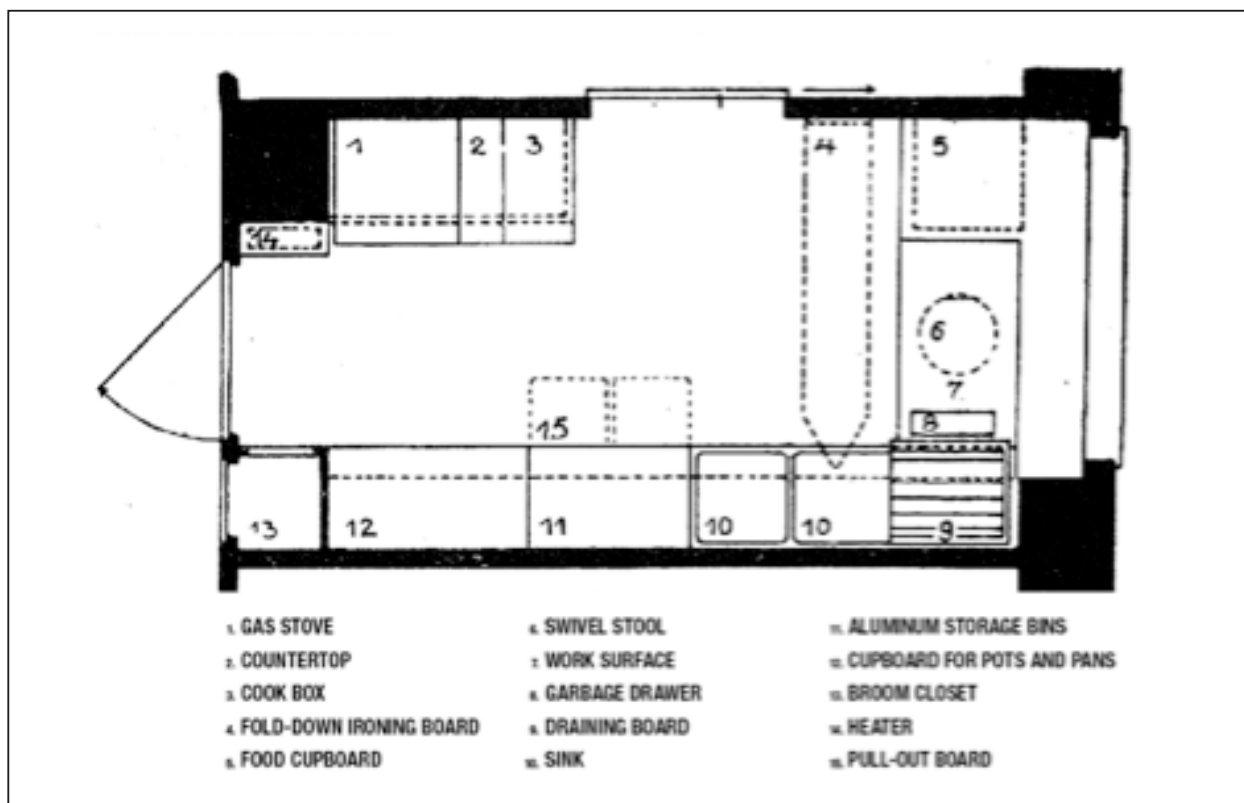 1 2 3 4 5
6
7
8
15
13 12 11 10 10 9
1. GAS STOVE
2. COUNTERTOP
3. COOK BOX
4. FOLD-DOWN IRONING BOARD
5. FOOD CUPBOARD
6. SWIVEL STOOL
7. WORK SURFACE
8. GARBAGE DRAWER
9. DRAINING BOARD
10. SINK
11. ALUMINUM STORAGE BINS
12. CUPBOARD FOR POTS AND PANS
13. BROOM CLOSET
14. HEATER
15. PULL-OUT BOARD